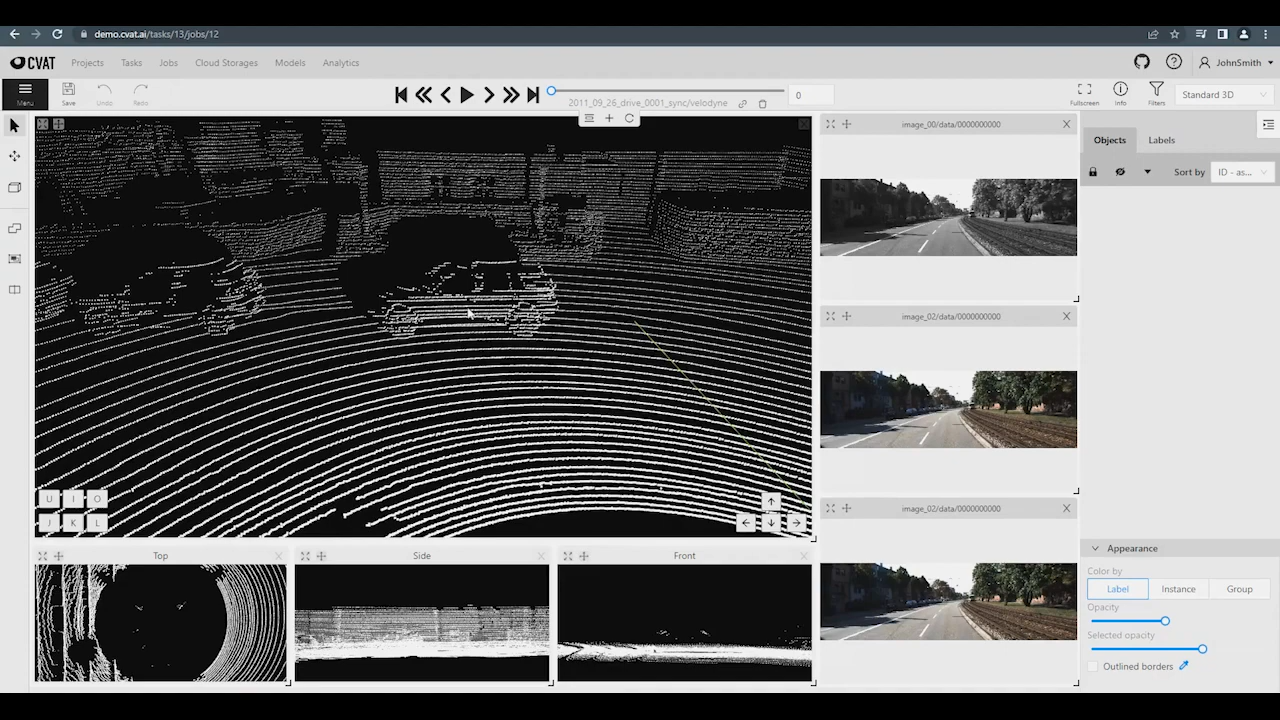 demo.cvat.ai/tasks/13/jobs/12
CVAT Projects Tasks Jobs Cloud Storages Models Analytics JohnSmith
Menu Save Undo Redo 2011_09_26_drive_0001_sync/velodyne 0 Fullscreen Info Filters Standard 3D
image_00/data/0000000000
Objects Labels
Sort by ID - as...
image_02/data/0000000000
U I O
J K L
image_02/data/0000000000
Top Side Front
Appearance
Color by
Label Instance Group
Opacity
Selected opacity
Outlined borders